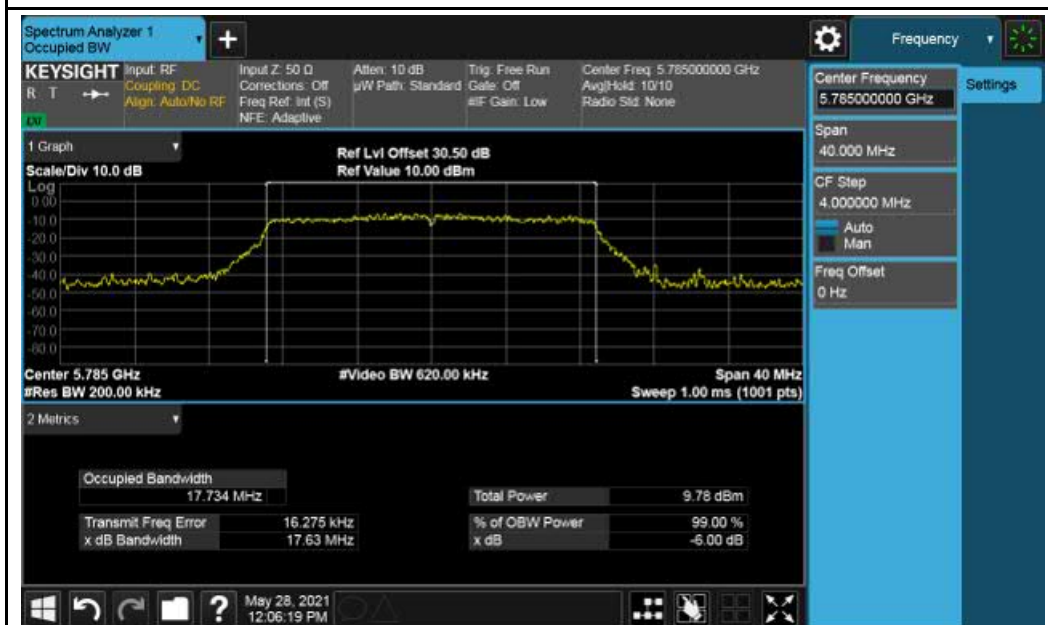 Spectrum Analyzer 1
Occupied BW
Frequency
KEYSIGHT
R T
Input: RF
Coupling: DC
Align: Auto/No RF
Input Z: 50 Ω
Corrections: Off
Freq Ref: Int (S)
NFE: Adaptive
Atten: 10 dB
µW Path: Standard
Trig: Free Run
Gate: Off
#IF Gain: Low
Center Freq: 5.785000000 GHz
Avg|Hold: 10/10
Radio Std: None
Center Frequency
5.785000000 GHz
Settings
Span
40.000 MHz
CF Step
4.000000 MHz
Auto
Man
Freq Offset
0 Hz
1 Graph
Scale/Div 10.0 dB
Ref Lvl Offset 30.50 dB
Ref Value 10.00 dBm
Log
0.00
-10.0
-20.0
-30.0
-40.0
-50.0
-60.0
-70.0
-80.0
Center 5.785 GHz
#Video BW 620.00 kHz
Span 40 MHz
#Res BW 200.00 kHz
Sweep 1.00 ms (1001 pts)
2 Metrics
Occupied Bandwidth
17.734 MHz
Total Power 9.78 dBm
Transmit Freq Error 16.275 kHz
% of OBW Power 99.00 %
x dB Bandwidth 17.63 MHz
x dB -6.00 dB
?
May 28, 2021
12:06:19 PM